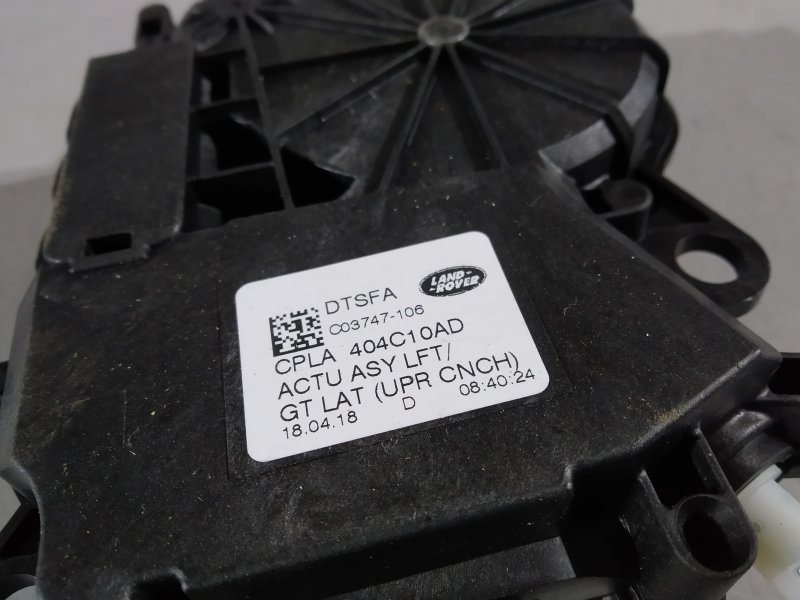 DTSFA
LAND-
-ROVER
C03747-106
CPLA 404C10AD
ACTU ASY LFT/
GT LAT (UPR CNCH)
18.04.18 D 08:40:24